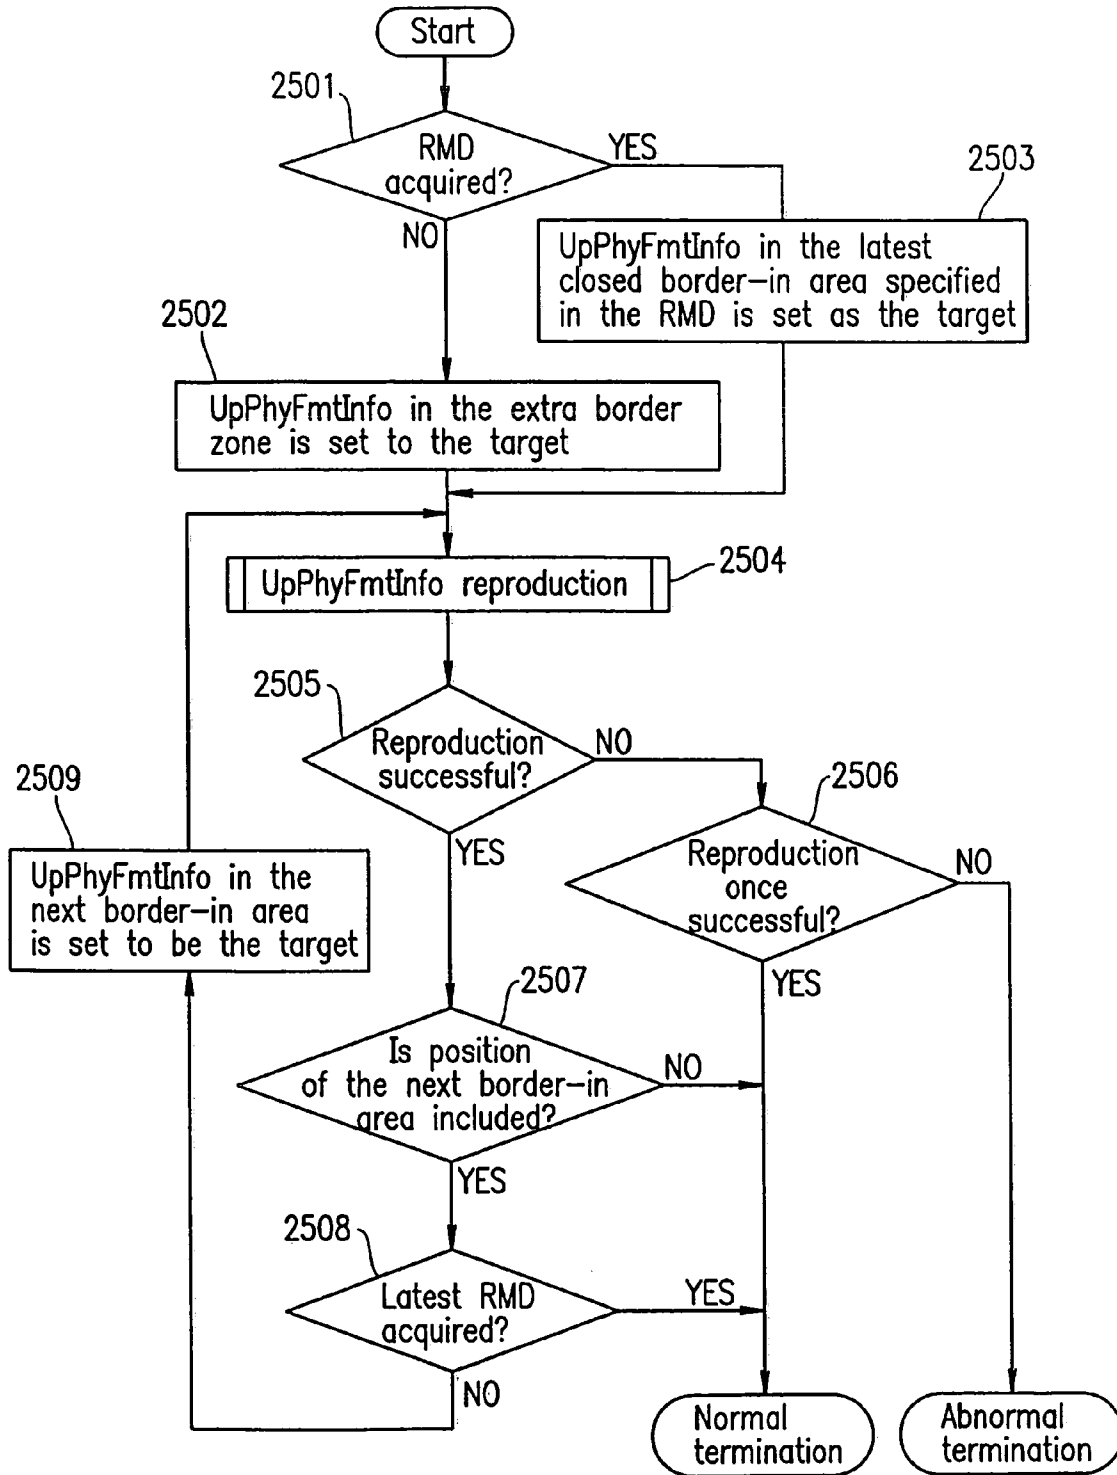 Start
2501
RMD
acquired?
YES
NO
2503
UpPhyFmtInfo in the latest
closed border-in area specified
in the RMD is set as the target
2502
UpPhyFmtInfo in the extra border
zone is set to the target
UpPhyFmtInfo reproduction
2504
2505
Reproduction
successful?
NO
YES
2506
Reproduction
once
successful?
NO
YES
2509
UpPhyFmtInfo in the
next border-in area
is set to be the target
2507
Is position
of the next border-in
area included?
NO
YES
2508
Latest RMD
acquired?
YES
NO
Normal
termination
Abnormal
termination